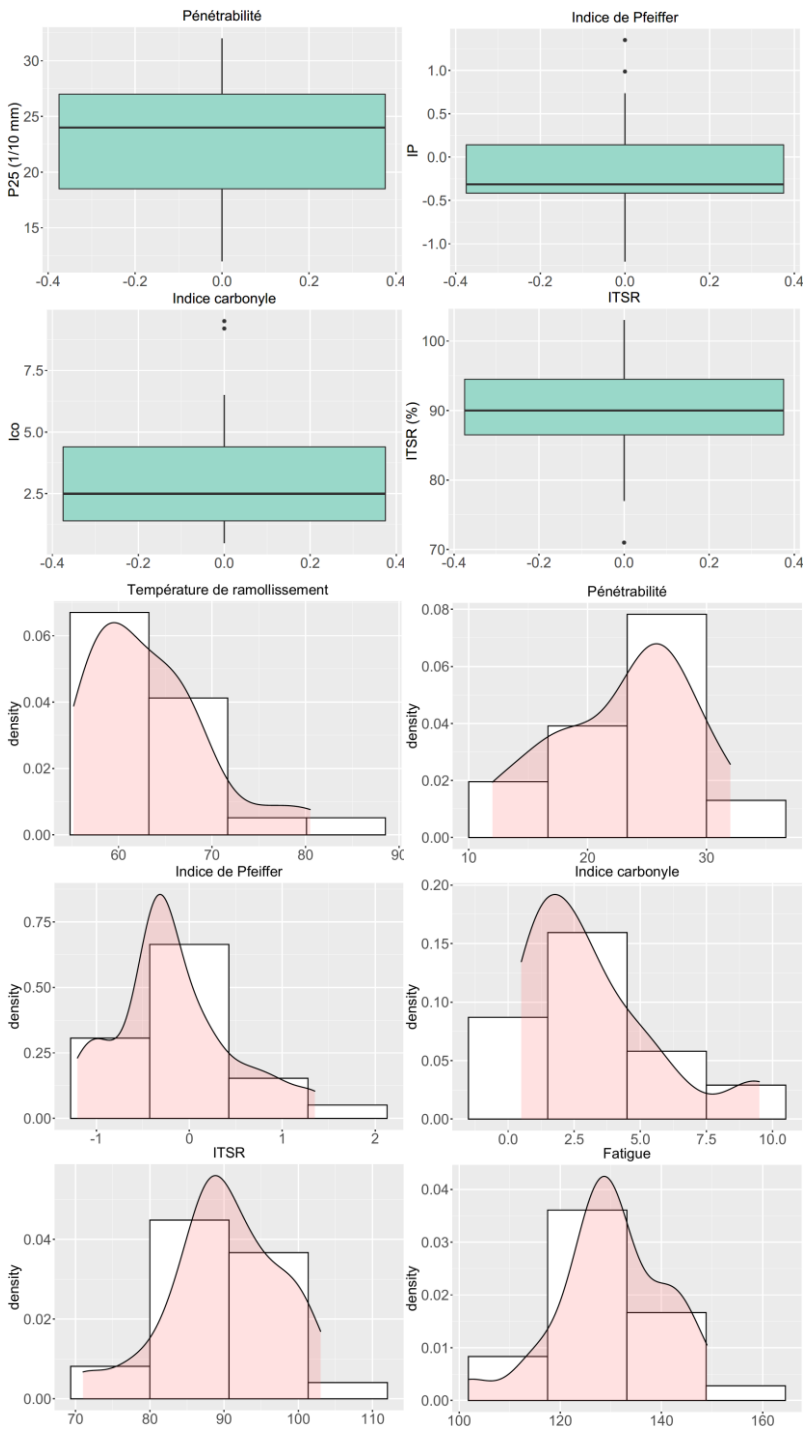 Pénétrabilité
P25 (1/10 mm)
30
25
20
15
-0.4 -0.2 0.0 0.2 0.4
Indice de Pfeiffer
IP
1.0
0.5
0.0
-0.5
-1.0
-0.4 -0.2 0.0 0.2 0.4
Indice carbonyle
Ico
7.5
5.0
2.5
-0.4 -0.2 0.0 0.2 0.4
ITSR
ITSR (%)
100
90
80
70
-0.4 -0.2 0.0 0.2 0.4
Température de ramollissement
density
0.06
0.04
0.02
0.00
60 70 80 90
Pénétrabilité
density
0.08
0.06
0.04
0.02
0.00
10 20 30
Indice de Pfeiffer
density
0.75
0.50
0.25
0.00
-1 0 1 2
Indice carbonyle
density
0.20
0.15
0.10
0.05
0.00
0.0 2.5 5.0 7.5 10.0
ITSR
density
0.04
0.02
0.00
70 80 90 100 110
Fatigue
density
0.04
0.03
0.02
0.01
0.00
100 120 140 160